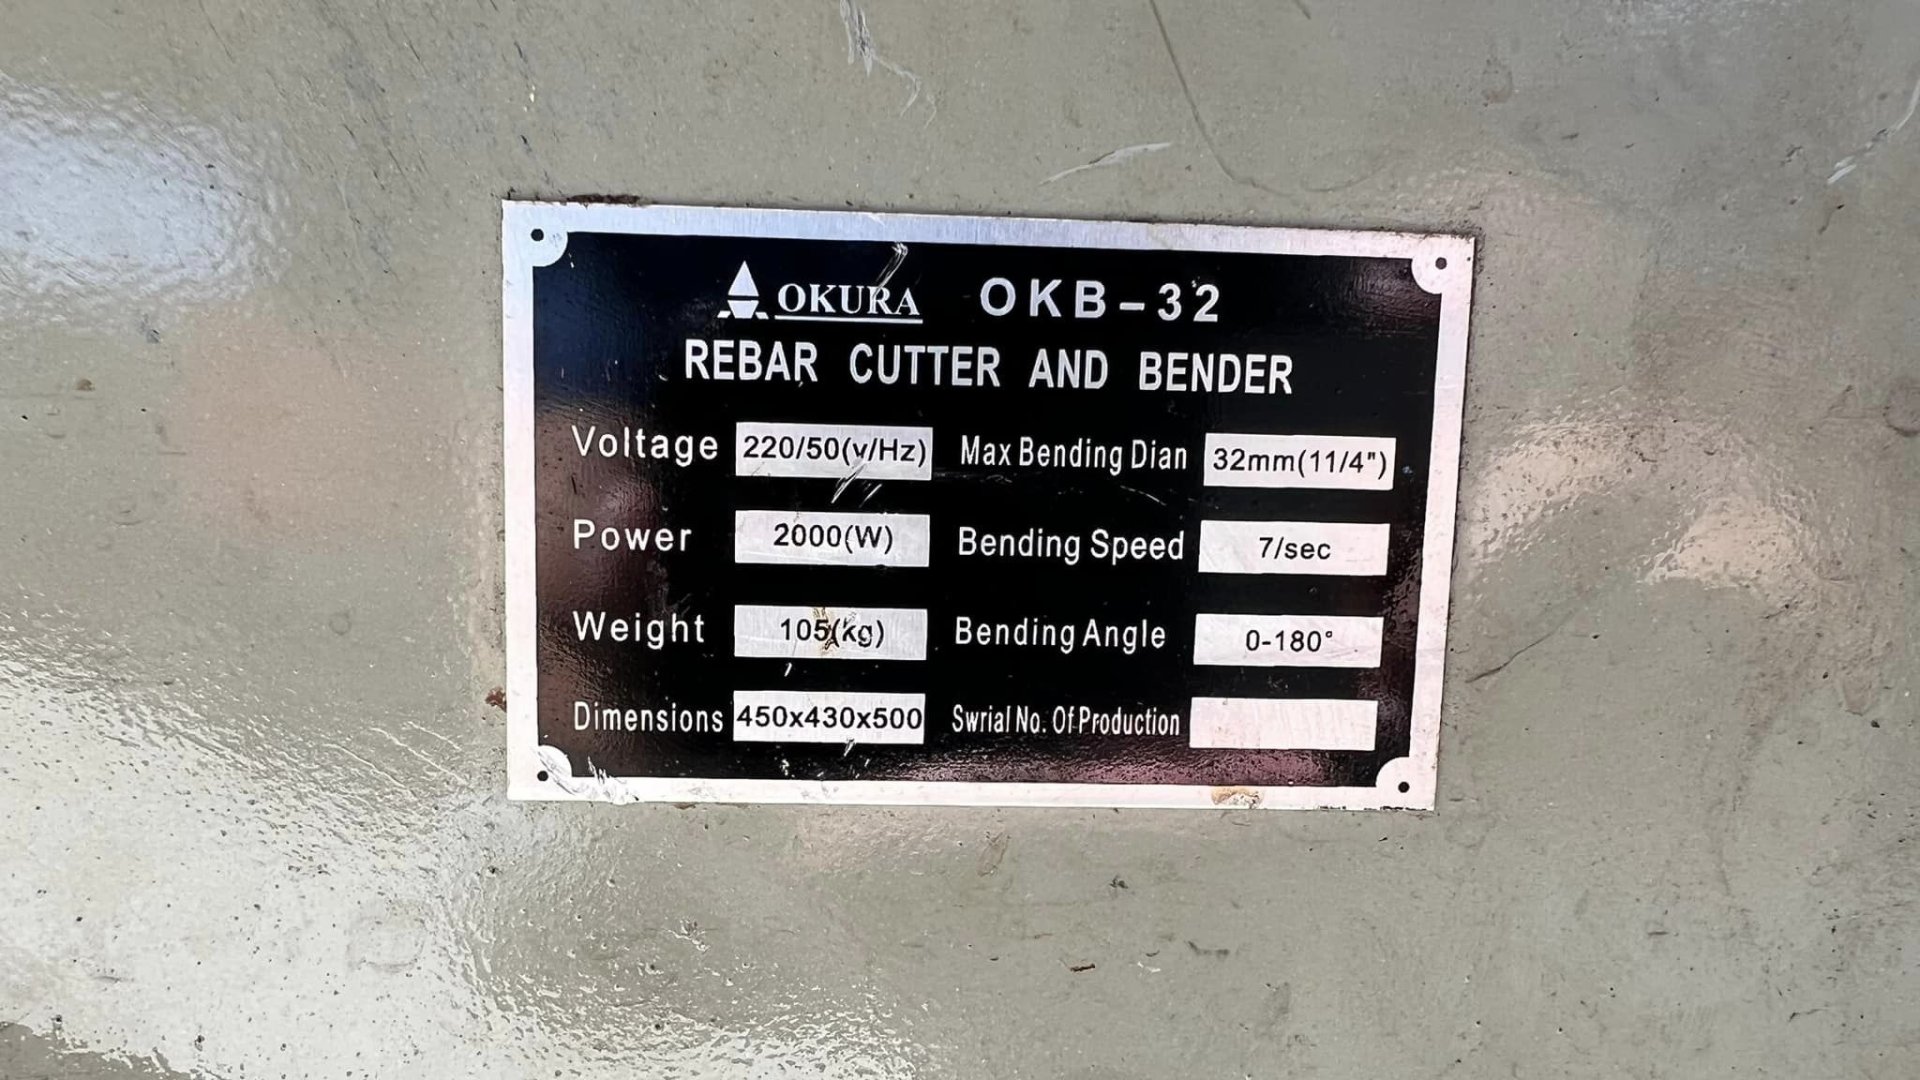 OKURA OKB-32
REBAR CUTTER AND BENDER
Voltage 220/50(v/Hz) Max Bending Dian 32mm(11/4")
Power 2000(W) Bending Speed 7/sec
Weight 105(kg) Bending Angle 0-180°
Dimensions 450x430x500 Swrial No. Of Production